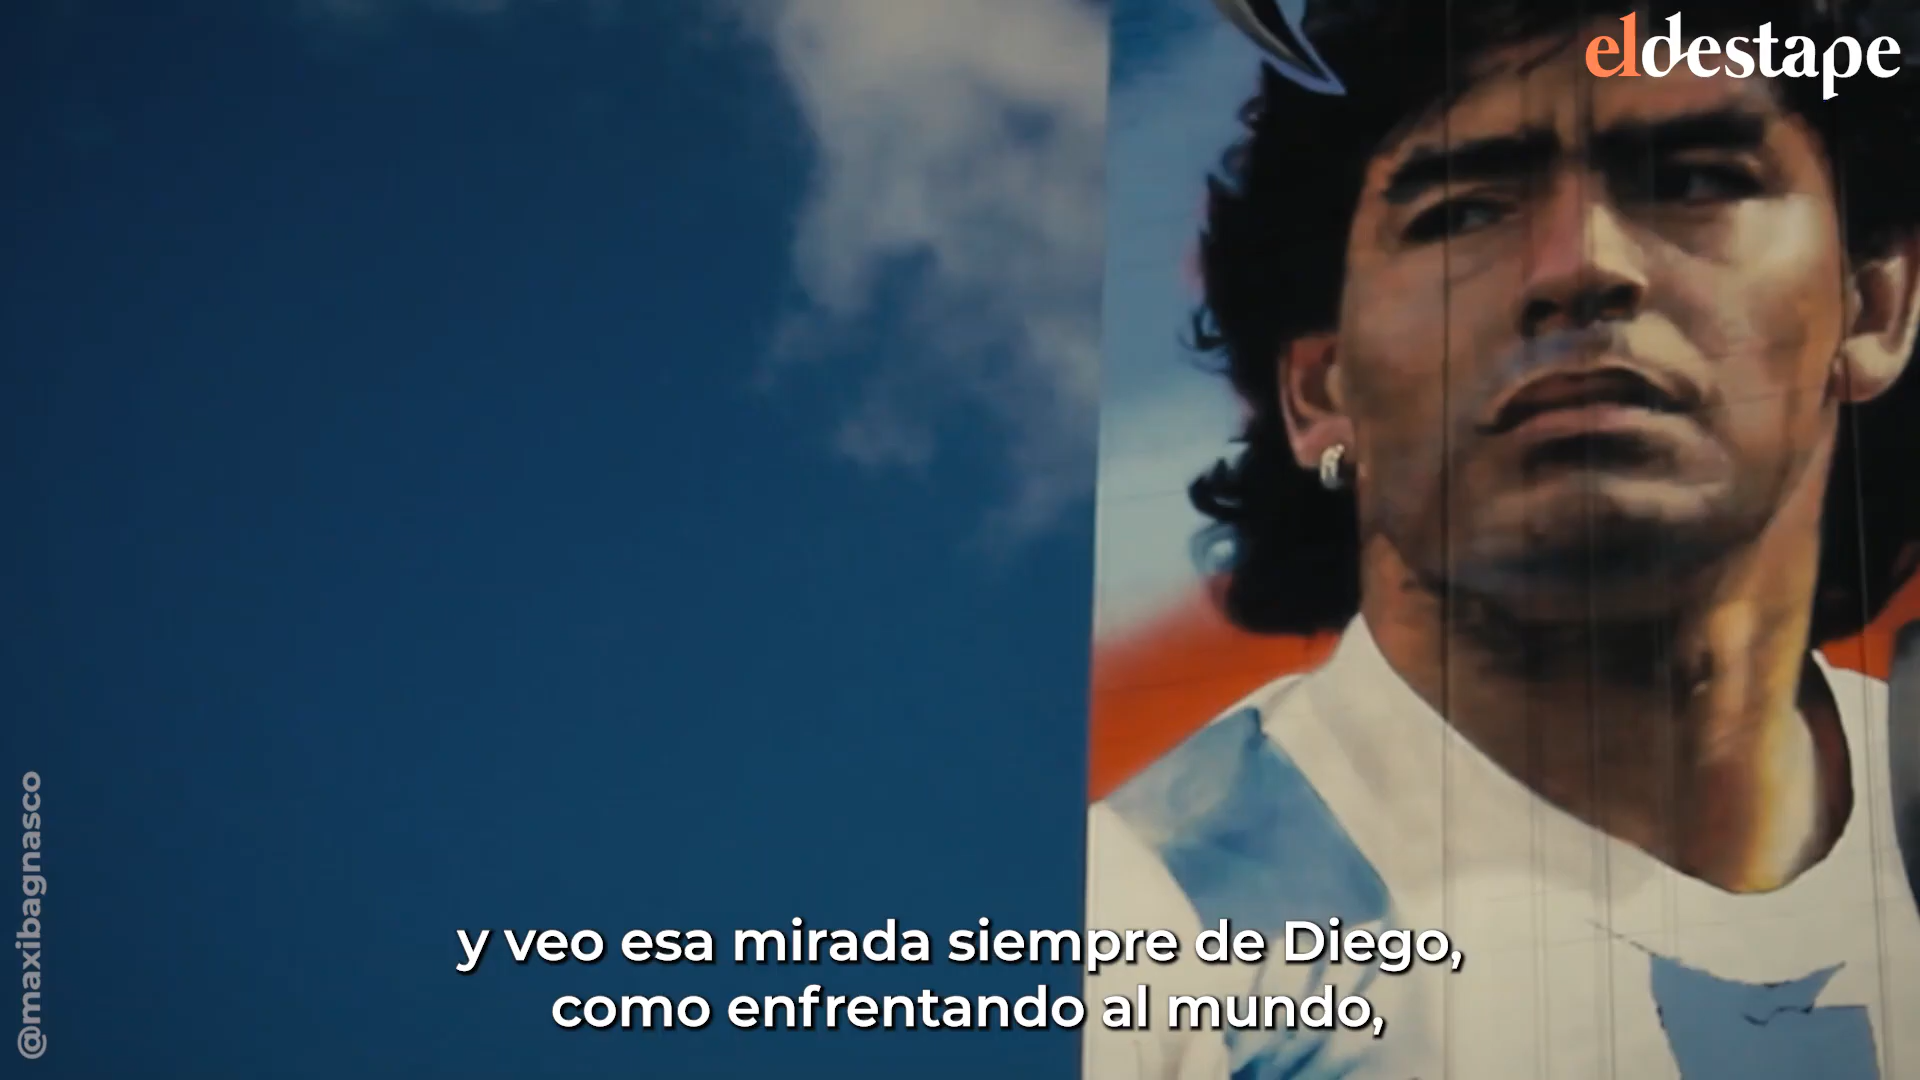 eldestape
@maxibagnasco
y veo esa mirada siempre de Diego,
como enfrentando al mundo,